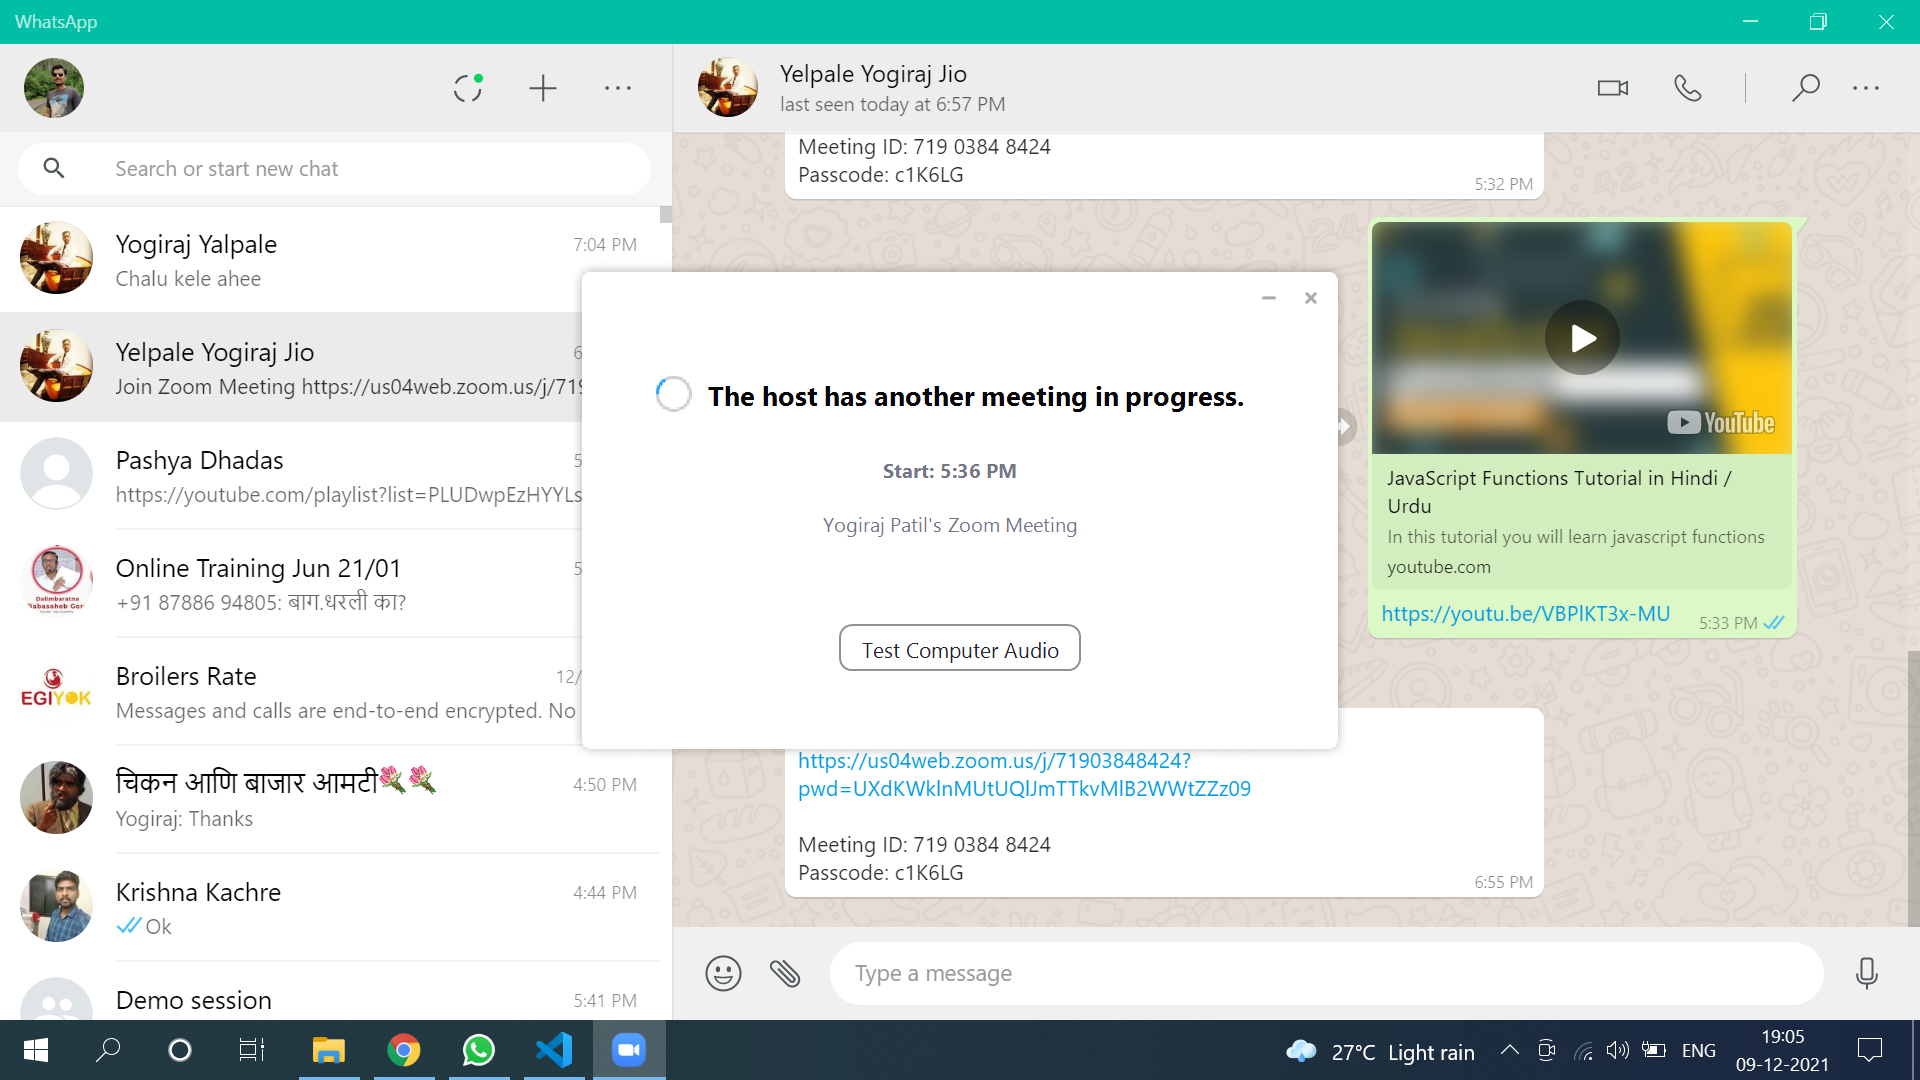 WhatsApp
Search or start new chat
Yogiraj Yalpale
7:04 PM
Chalu kele ahee
Yelpale Yogiraj Jio
6
Join Zoom Meeting https://us04web.zoom.us/j/719
Pashya Dhadas
5
https://youtube.com/playlist?list=PLUDwpEzHYYLs
Online Training Jun 21/01
5
+91 87886 94805: बाग.धरली का?
Broilers Rate
12/
Messages and calls are end-to-end encrypted. No
EGIYOK
चिकन आणि बाजार आमटी
4:50 PM
Yogiraj: Thanks
Krishna Kachre
4:44 PM
Ok
Demo session
5:41 PM
Yelpale Yogiraj Jio
last seen today at 6:57 PM
Meeting ID: 719 0384 8424
Passcode: c1K6LG
5:32 PM
YouTube
JavaScript Functions Tutorial in Hindi /
Urdu
In this tutorial you will learn javascript functions
youtube.com
https://youtu.be/VBPlKT3x-MU
5:33 PM
The host has another meeting in progress.
Start: 5:36 PM
Yogiraj Patil's Zoom Meeting
Test Computer Audio
https://us04web.zoom.us/j/71903848424?
pwd=UXdKWklnMUtUQlJmTTkvMlB2WWtZZz09
Meeting ID: 719 0384 8424
Passcode: c1K6LG
6:55 PM
Type a message
27°C Light rain
ENG
19:05
09-12-2021